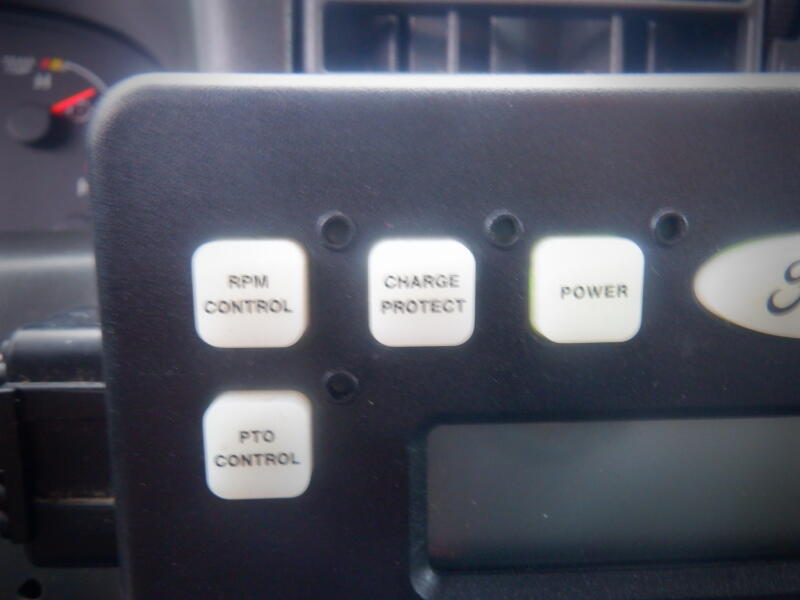 H
RPM
CONTROL
CHARGE
PROTECT
POWER
PTO
CONTROL